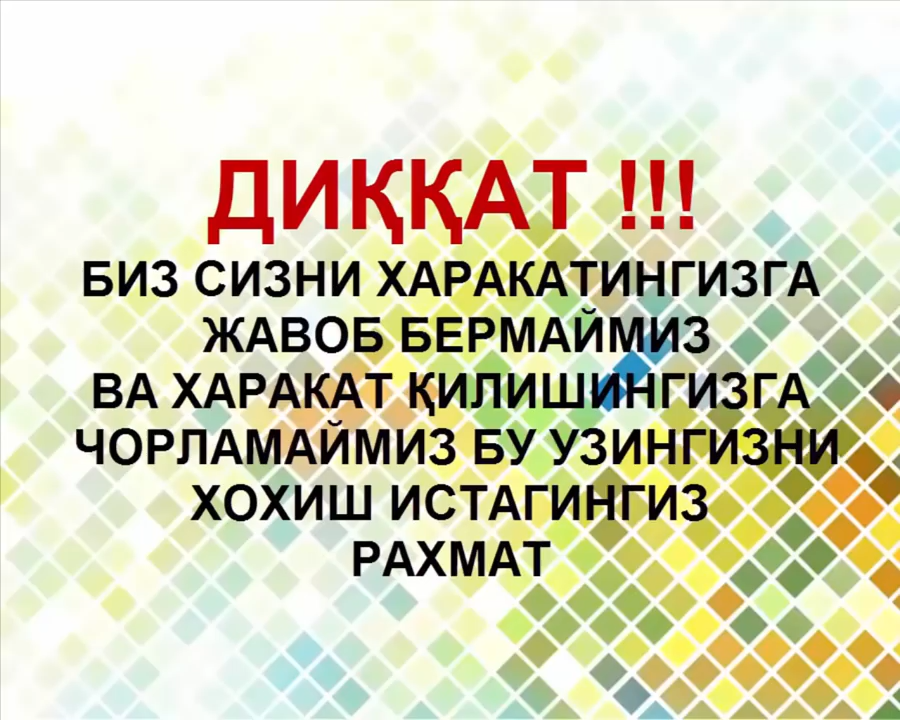 ДИҚҚАТ !!!
БИЗ СИЗНИ ХАРАКАТИНГИЗГА
ЖАВОБ БЕРМАЙМИЗ
ВА ХАРАКАТ ҚИЛИШИНГИЗГА
ЧОРЛАМАЙМИЗ БУ УЗИНГИЗНИ
ХОХИШ ИСТАГИНГИЗ
РАХМАТ